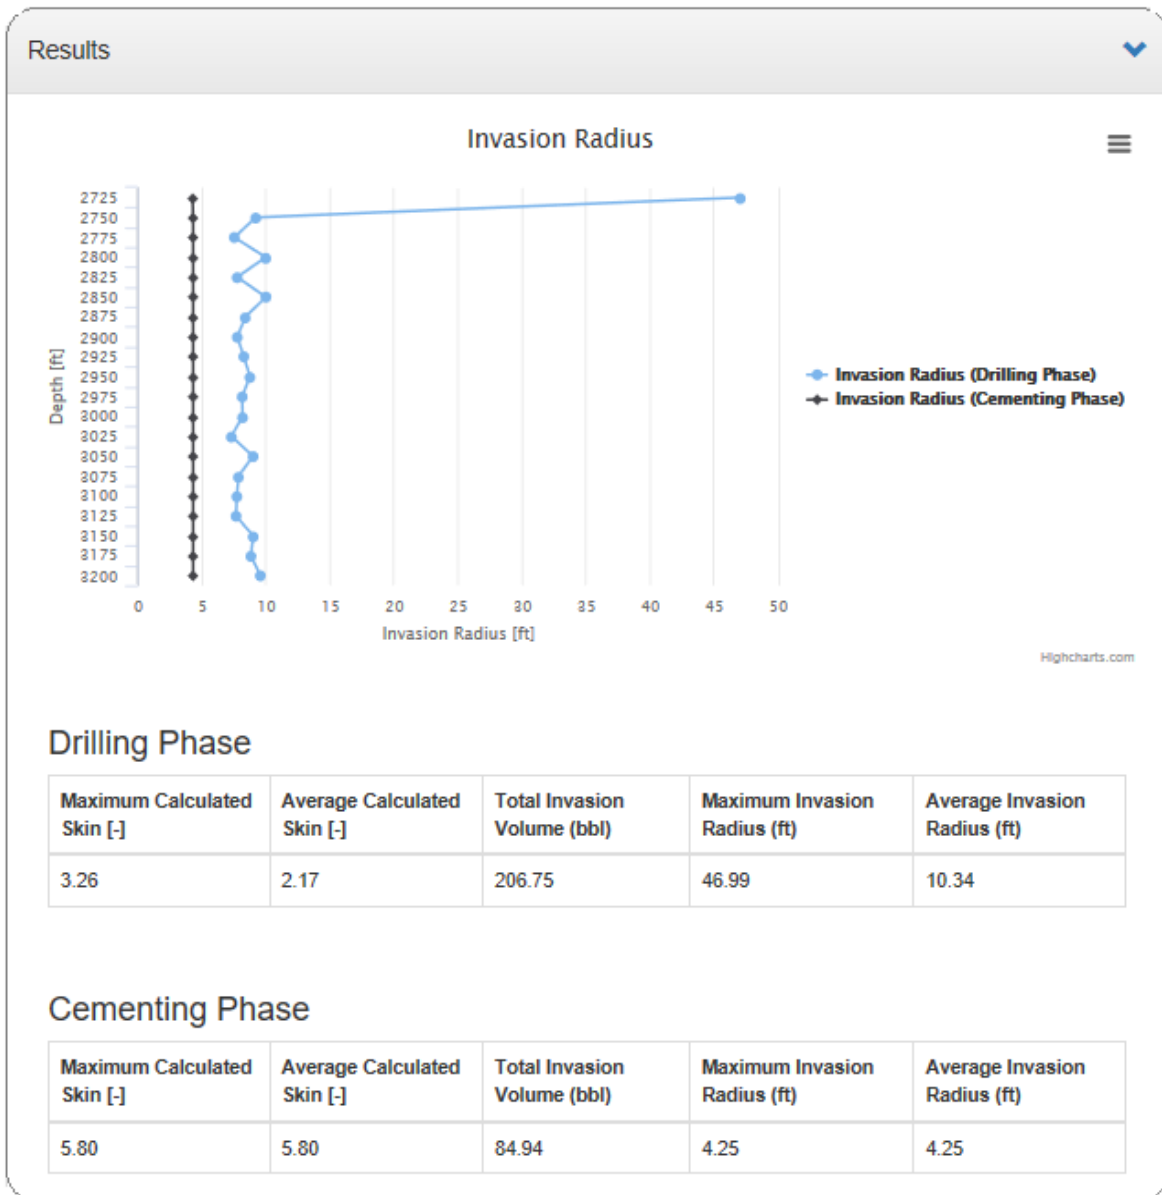 Results
Invasion Radius
2725
2750
2775
2800
2825
2850
2875
2900
2925
2950
2975
3000
3025
3050
3075
3100
3125
3150
3175
3200
Depth [ft]
0 5 10 15 20 25 30 35 40 45 50
Invasion Radius [ft]
Invasion Radius (Drilling Phase)
Invasion Radius (Cementing Phase)
Highcharts.com
Drilling Phase
Maximum Calculated Skin [-] Average Calculated Skin [-] Total Invasion Volume (bbl) Maximum Invasion Radius (ft) Average Invasion Radius (ft)
3.26 2.17 206.75 46.99 10.34
Cementing Phase
Maximum Calculated Skin [-] Average Calculated Skin [-] Total Invasion Volume (bbl) Maximum Invasion Radius (ft) Average Invasion Radius (ft)
5.80 5.80 84.94 4.25 4.25